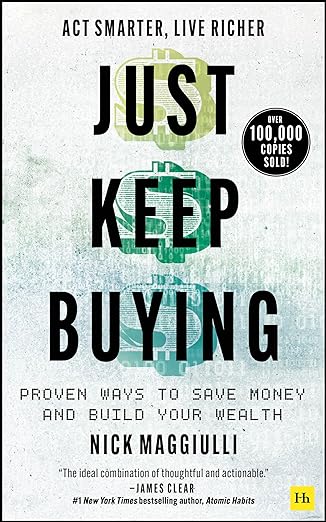 ACT SMARTER, LIVE RICHER
JUST
KEEP
BUYING
OVER
100,000
COPIES
SOLD!
PROVEN WAYS TO SAVE MONEY
AND BUILD YOUR WEALTH
NICK MAGGIULLI
"The ideal combination of thoughtful and actionable."
—JAMES CLEAR
#1 New York Times bestselling author, Atomic Habits
Hh